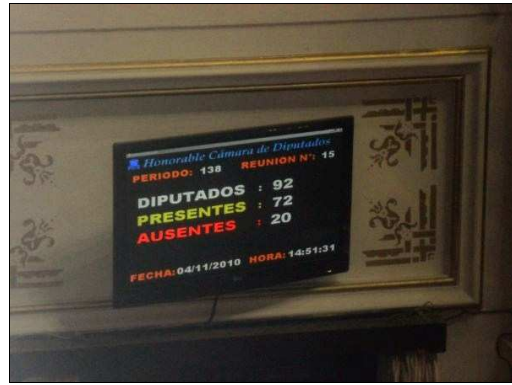 Honorable Cámara de Diputados
PERIODO: 138 REUNION N°: 15
DIPUTADOS : 92
PRESENTES : 72
AUSENTES : 20
FECHA: 04/11/2010 HORA: 14:51:31